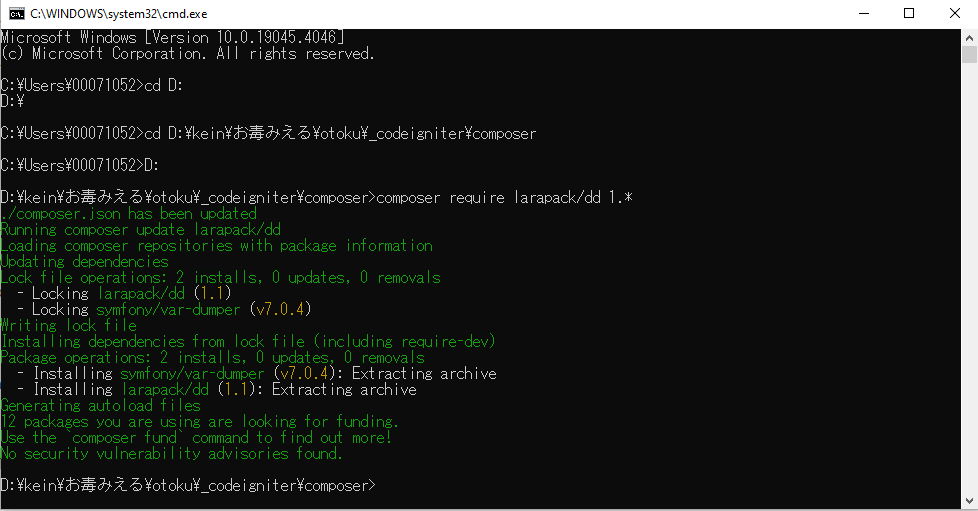 C:\WINDOWS\system32\cmd.exe
Microsoft Windows [Version 10.0.19045.4046]
(c) Microsoft Corporation. All rights reserved.
C:¥Users¥00071052>cd D:
D:¥
C:¥Users¥00071052>cd D:¥kein¥お毒みえる¥otoku¥_codeigniter¥composer
C:¥Users¥00071052>D:
D:¥kein¥お毒みえる¥otoku¥_codeigniter¥composer>composer require larapack/dd 1.*
./composer.json has been updated
Running composer update larapack/dd
Loading composer repositories with package information
Updating dependencies
Lock file operations: 2 installs, 0 updates, 0 removals
- Locking larapack/dd (1.1)
- Locking symfony/var-dumper (v7.0.4)
Writing lock file
Installing dependencies from lock file (including require-dev)
Package operations: 2 installs, 0 updates, 0 removals
- Installing symfony/var-dumper (v7.0.4): Extracting archive
- Installing larapack/dd (1.1): Extracting archive
Generating autoload files
12 packages you are using are looking for funding.
Use the `composer fund` command to find out more!
No security vulnerability advisories found.
D:¥kein¥お毒みえる¥otoku¥_codeigniter¥composer>